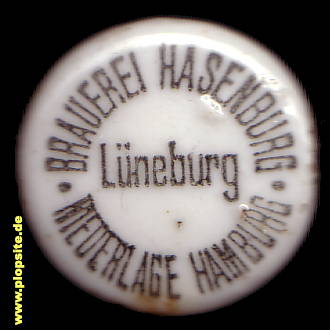 · BRAUEREI HASENBURG ·
Lüneburg
NIEDERLAGE HAMBURG
www.plopsite.de